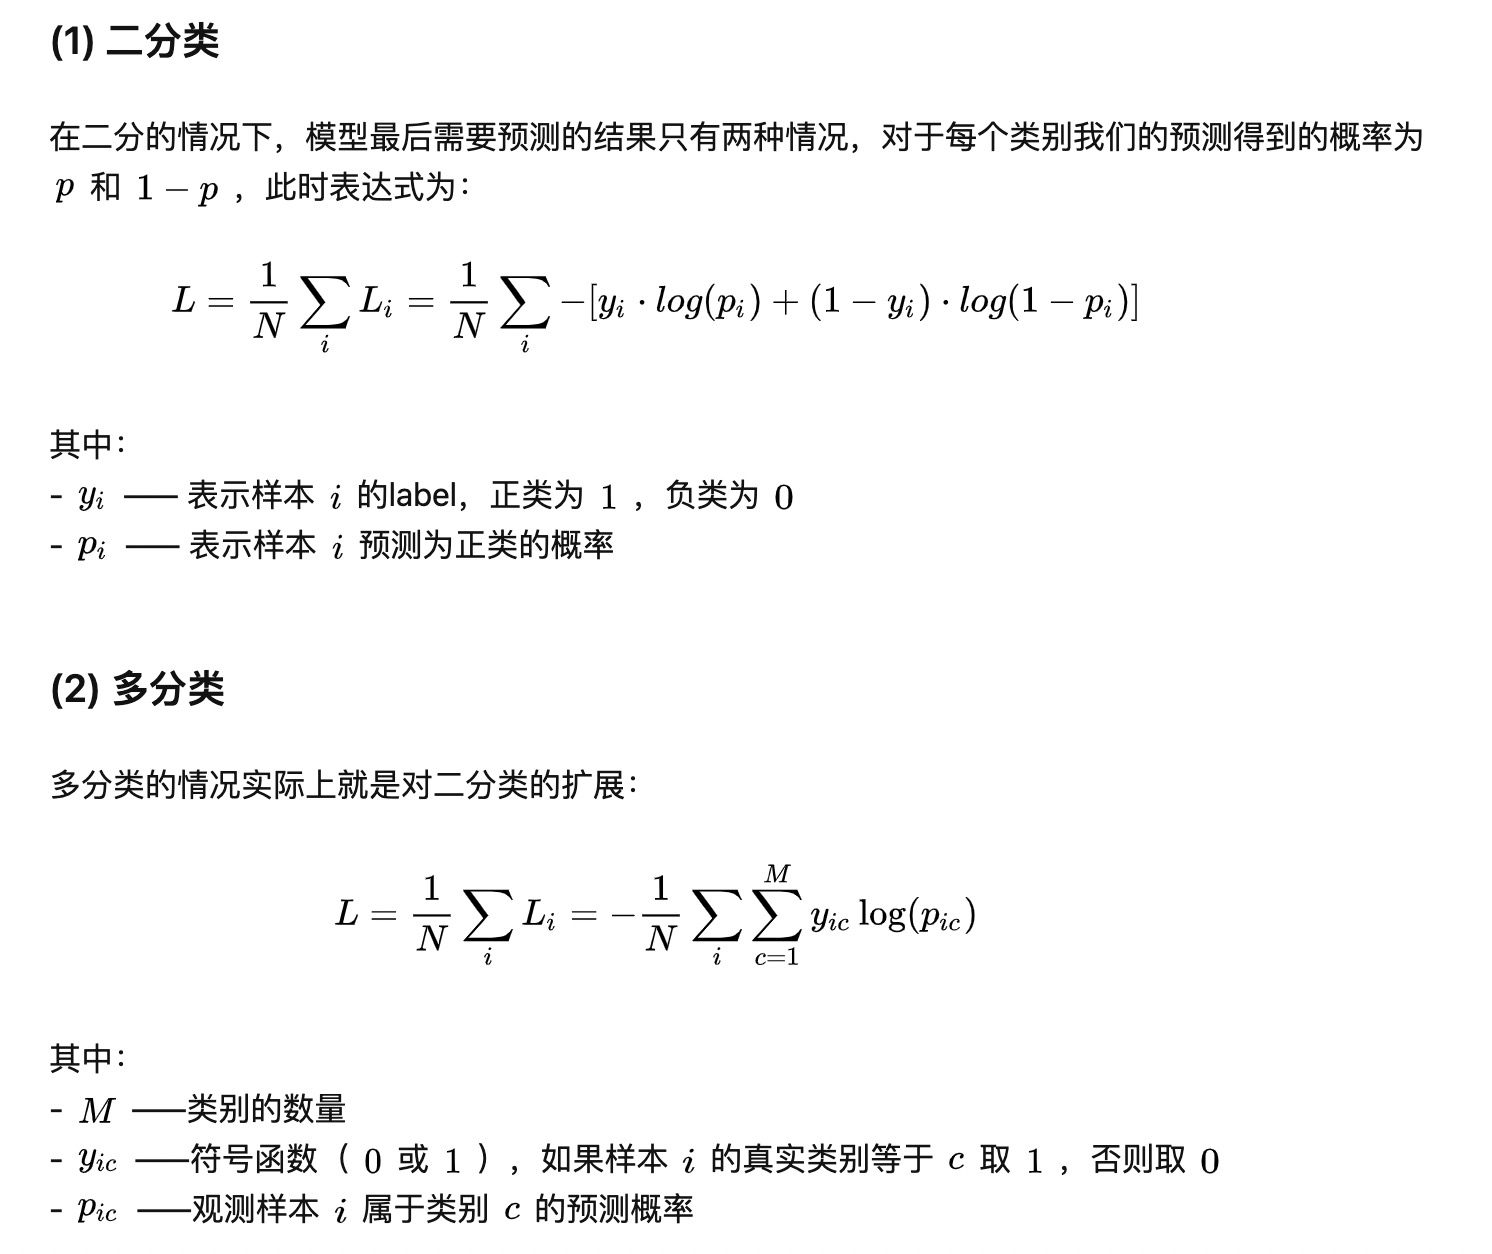 (1) 二分类
在二分的情况下，模型最后需要预测的结果只有两种情况，对于每个类别我们的预测得到的概率为
p 和 1 − p ，此时表达式为：
L = \frac{1}{N} \sum_{i} L_i = \frac{1}{N} \sum_{i} −[y_i · log(p_i) + (1 − y_i) · log(1 − p_i)]
其中：
- y_i —— 表示样本 i 的label，正类为 1 ，负类为 0
- p_i —— 表示样本 i 预测为正类的概率
(2) 多分类
多分类的情况实际上就是对二分类的扩展：
L = \frac{1}{N} \sum_{i} L_i = −\frac{1}{N} \sum_{i} \sum_{c=1}^{M} y_{ic} log(p_{ic})
其中：
- M ——类别的数量
- y_{ic} ——符号函数（ 0 或 1 ），如果样本 i 的真实类别等于 c 取 1 ，否则取 0
- p_{ic} ——观测样本 i 属于类别 c 的预测概率